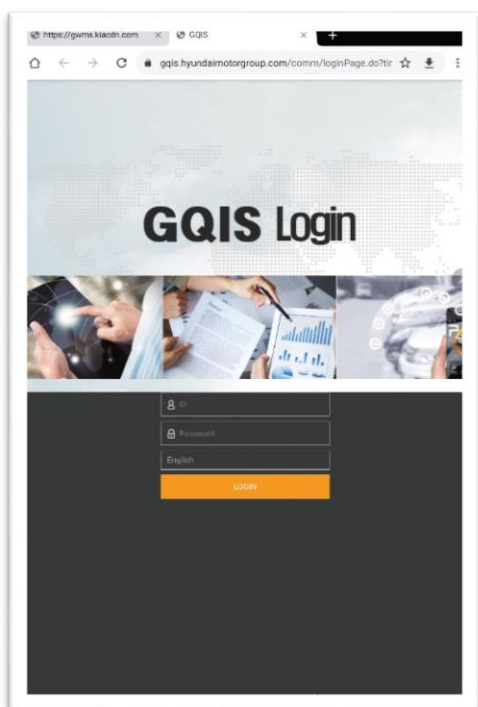 https://gwms.kiacdn.com × GQIS × +
gqis.hyundaimotorgroup.com/comm/loginPage.do?tir
GQIS Login
ID
Password
English
LOGIN